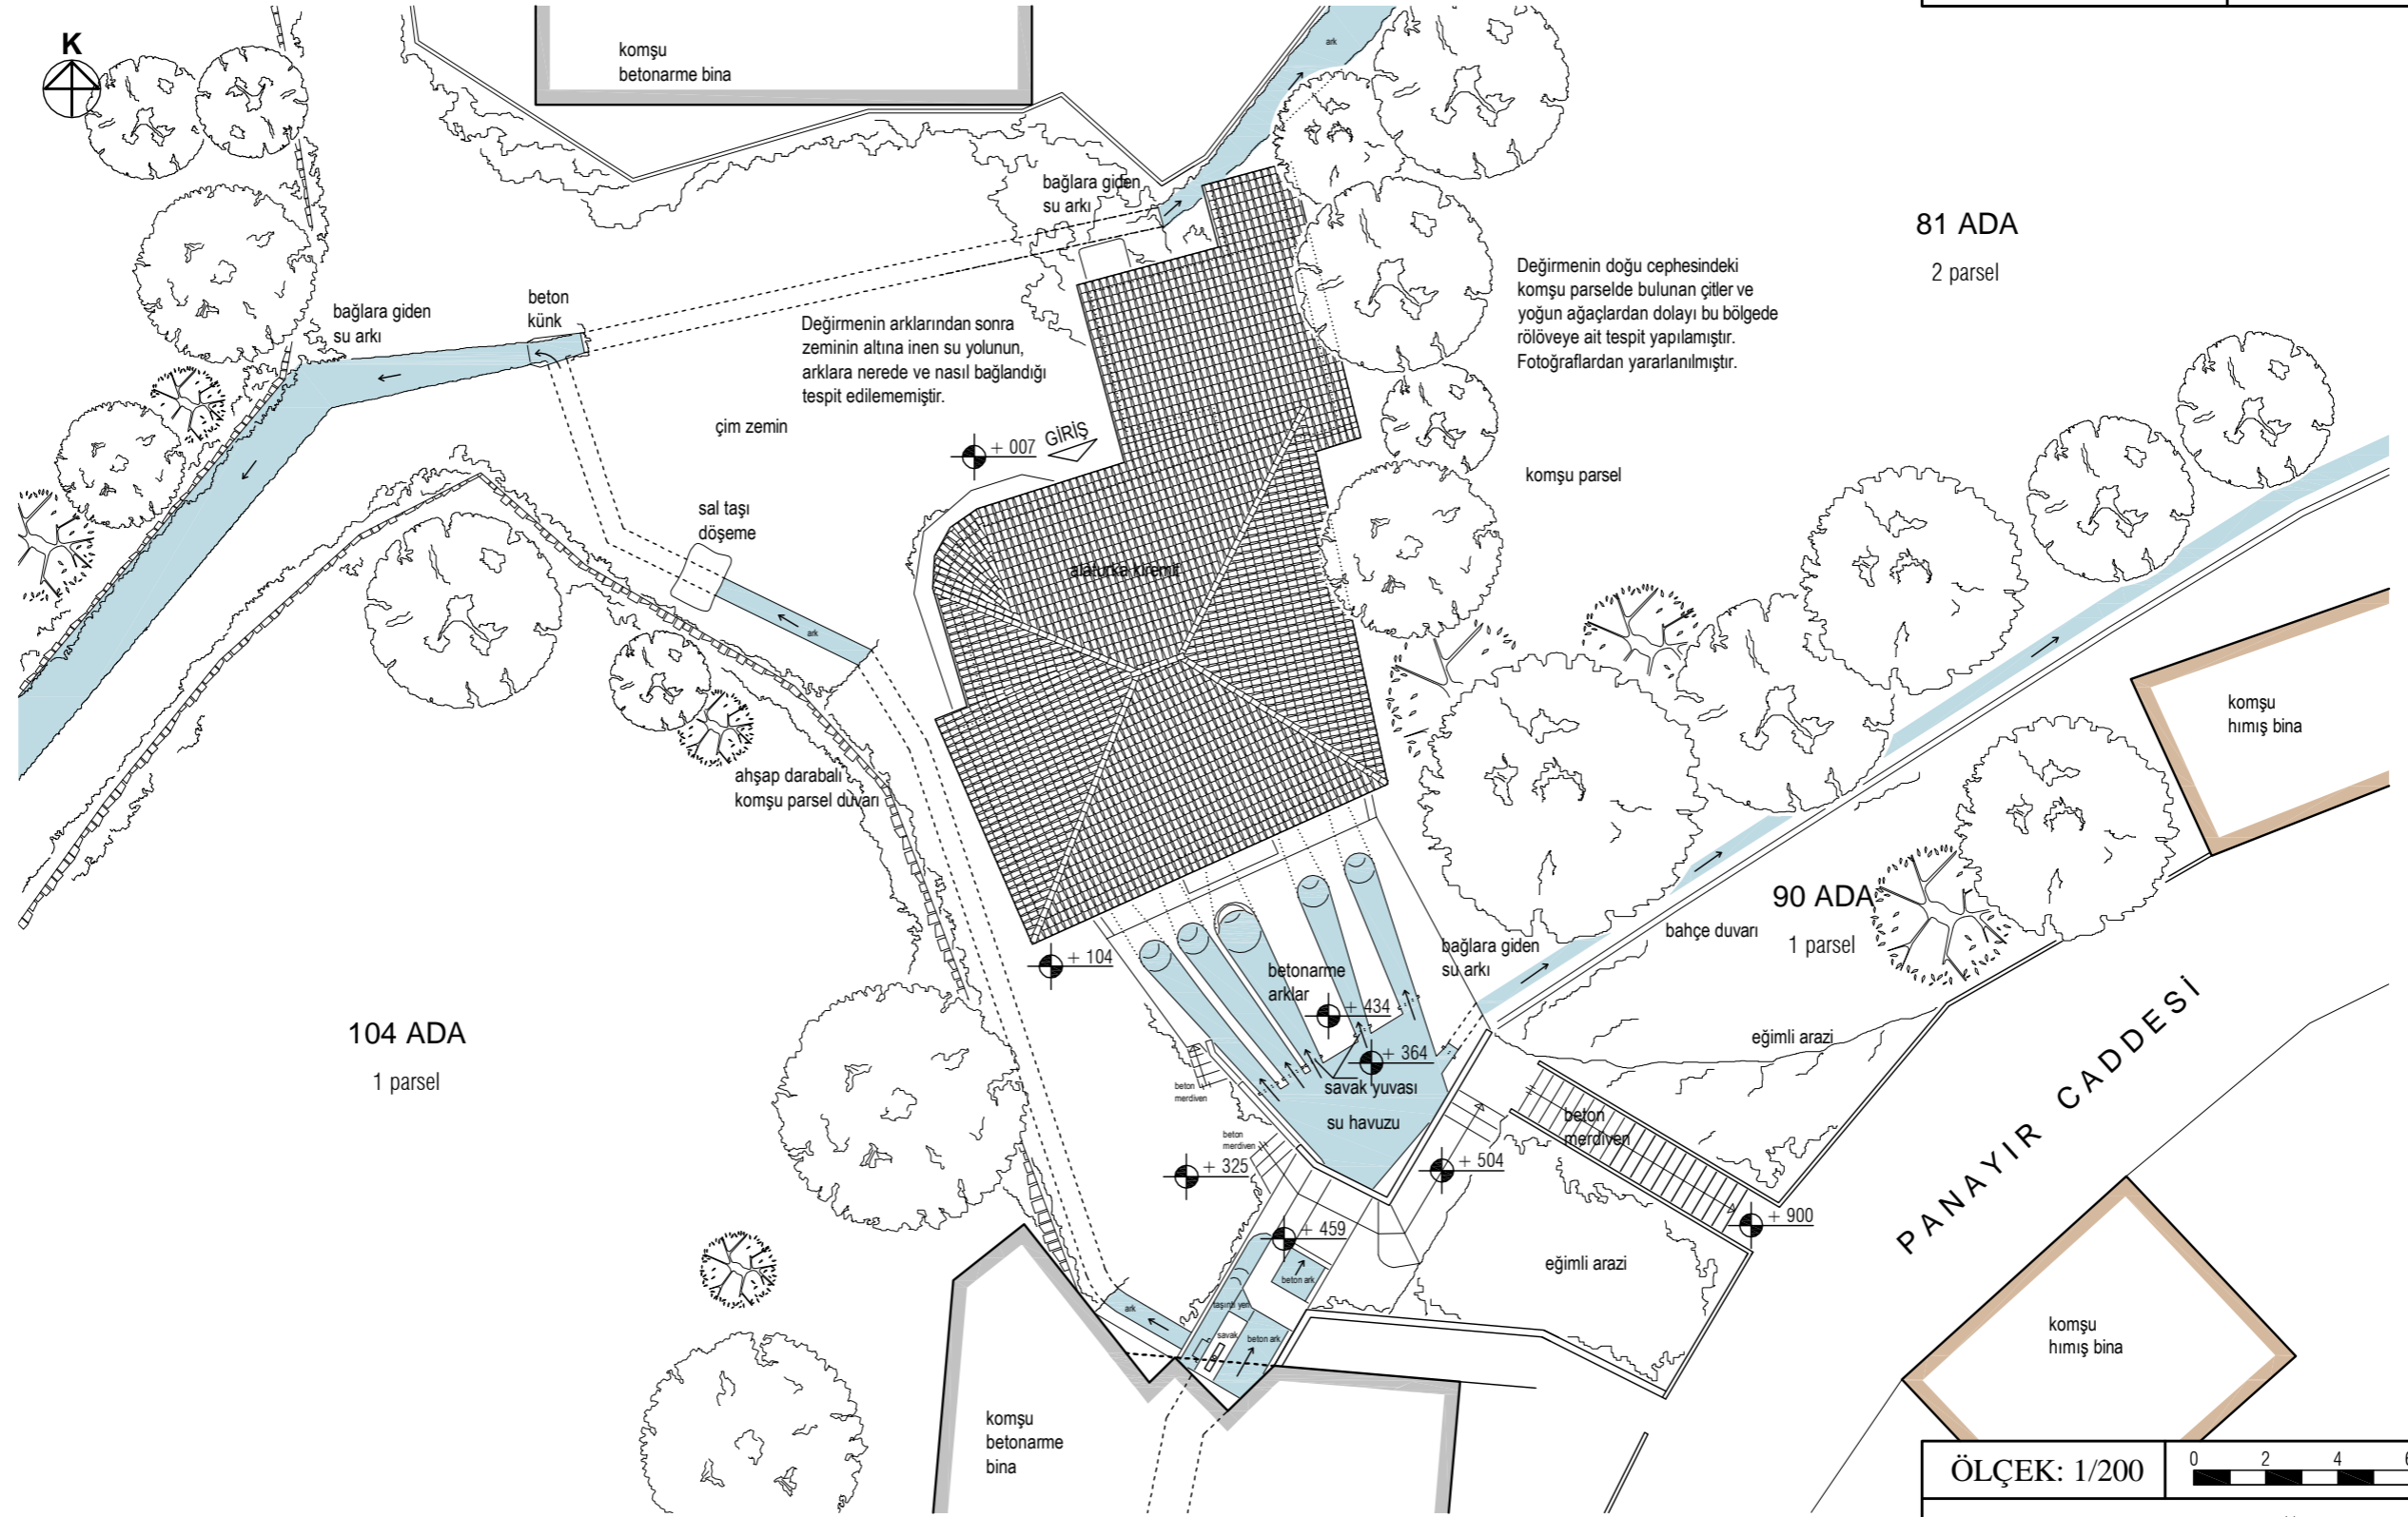 K
komşu
betonarme bina
ark
bağlara giden
su arkı
81 ADA
2 parsel
Değirmenin doğu cephesindeki
komşu parselde bulunan çitler ve
yoğun ağaçlardan dolayı bu bölgede
rölöveye ait tespit yapılamıştır.
Fotoğraflardan yararlanılmıştır.
bağlara giden
su arkı
beton
künk
Değirmenin arklarından sonra
zeminin altına inen su yolunun,
arklara nerede ve nasıl bağlandığı
tespit edilememiştir.
çim zemin
+ 007
GİRİŞ
komşu parsel
sal taşı
döşeme
alaturka kiremit
ark
komşu
hımış bina
ahşap darabalı
komşu parsel duvarı
90 ADA
1 parsel
bahçe duvarı
bağlara giden
su arkı
+ 104
betonarme
arklar
+ 434
104 ADA
1 parsel
+ 364
eğimli arazi
savak yuvası
su havuzu
beton
merdiven
beton
merdiven
beton
merdiven
+ 325
+ 504
PANAYIR CADDESİ
+ 900
+ 459
eğimli arazi
beton ark
taşıntı yeri
ark
savak
beton ark
komşu
hımış bina
komşu
betonarme
bina
ÖLÇEK: 1/200
0 2 4 6